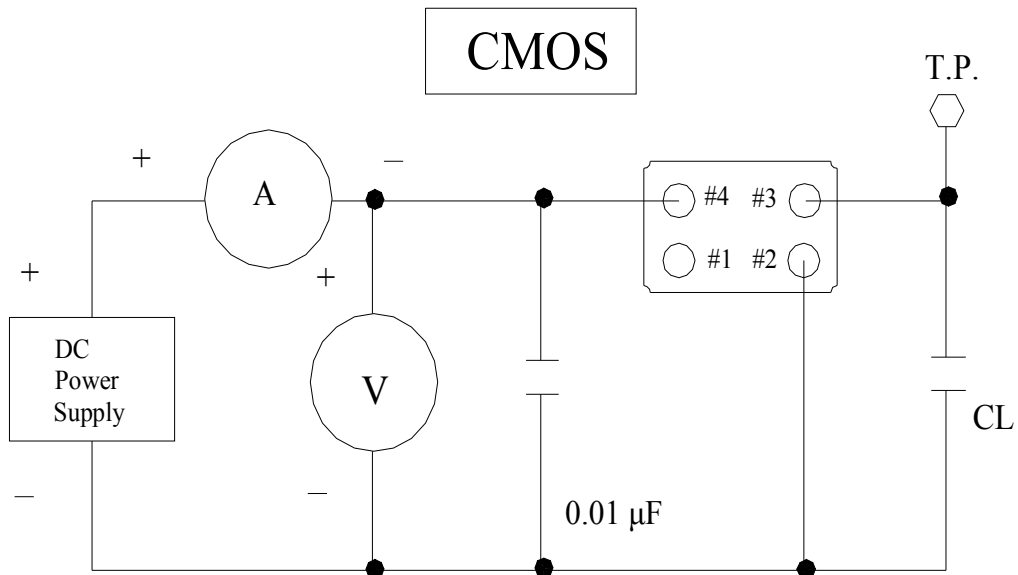 CMOS
T.P.
+
–
A
#4 #3
#1 #2
+
+
DC
Power
Supply
V
CL
–
–
0.01 μF